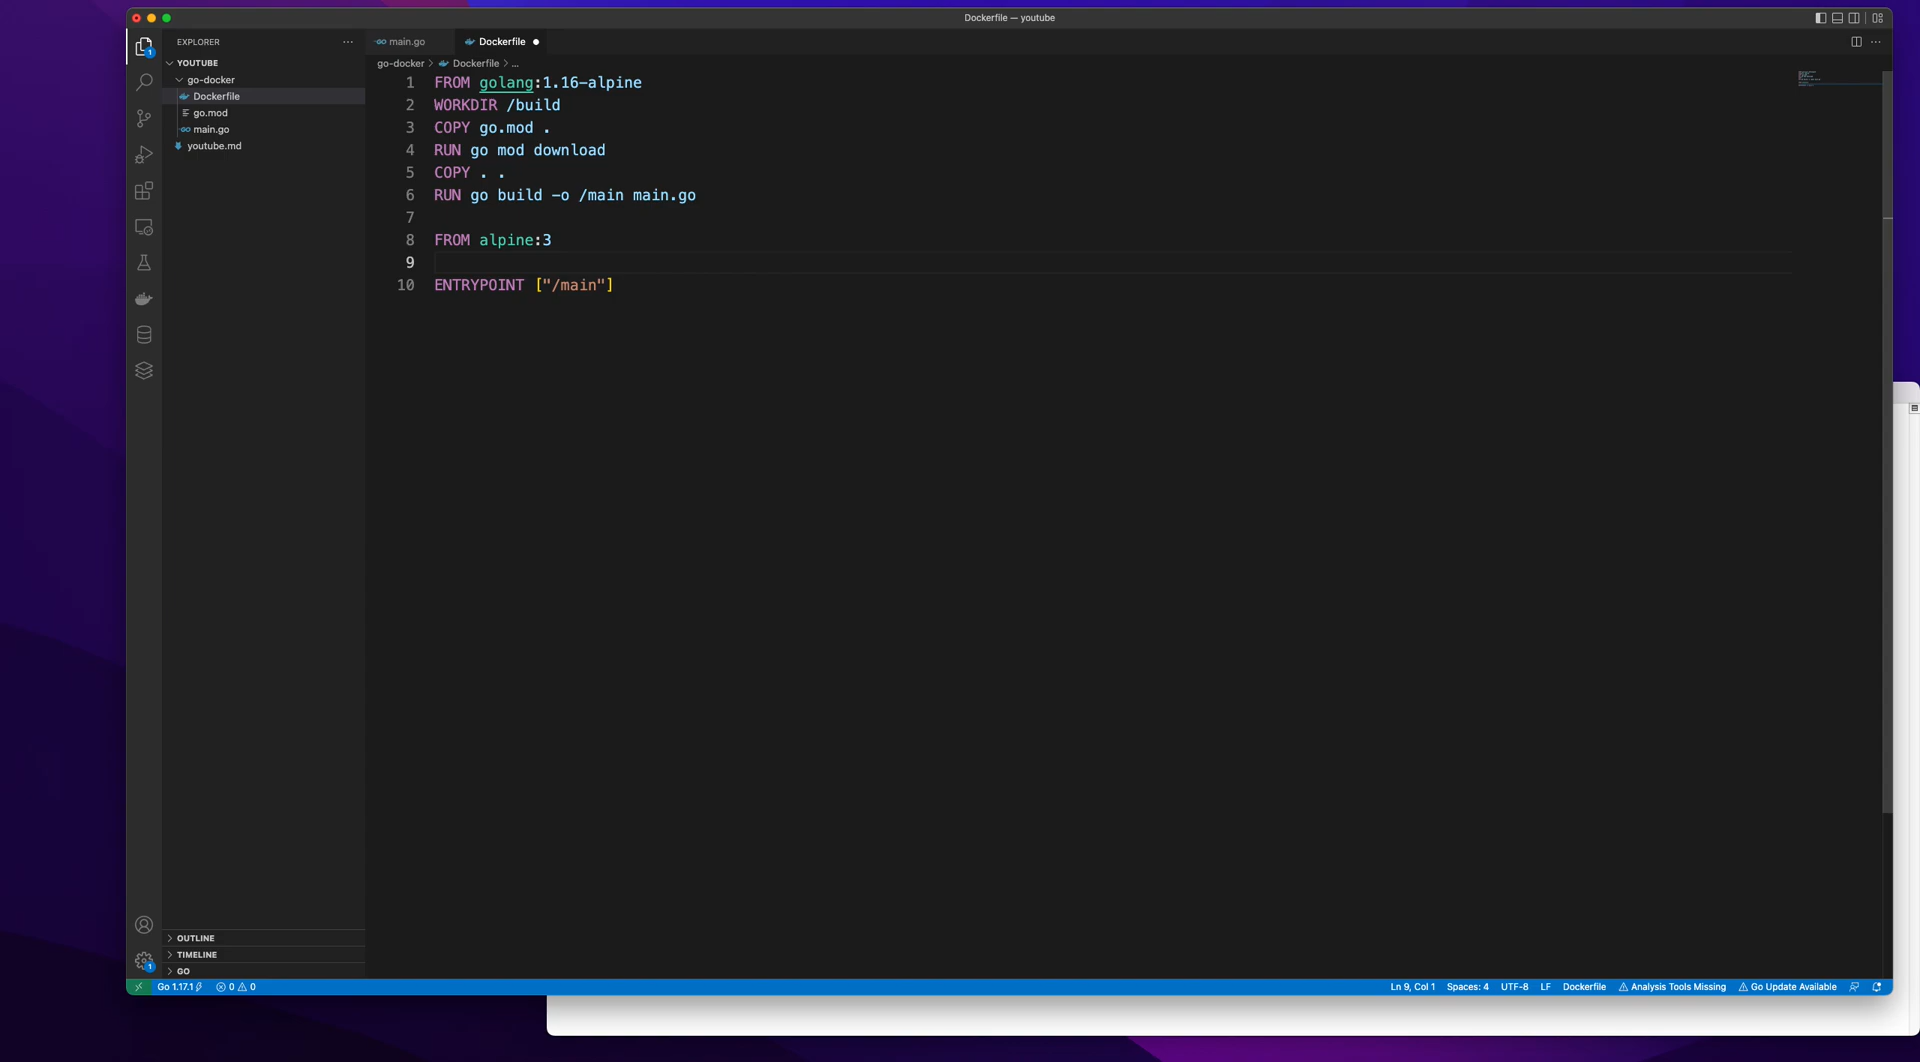 Dockerfile — youtube
EXPLORER
YOUTUBE
go-docker
Dockerfile
go.mod
main.go
youtube.md
OUTLINE
TIMELINE
GO
main.go
Dockerfile
go-docker > Dockerfile > ...
1 FROM golang:1.16-alpine
2 WORKDIR /build
3 COPY go.mod .
4 RUN go mod download
5 COPY . .
6 RUN go build -o /main main.go
7
8 FROM alpine:3
9
10 ENTRYPOINT ["/main"]
1
1
Go 1.17.1 0 0 Ln 9, Col 1 Spaces: 4 UTF-8 LF Dockerfile Analysis Tools Missing Go Update Available